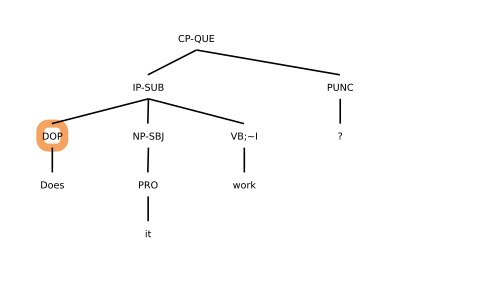 CP-QUE
IP-SUB PUNC
DOP NP-SBJ VB;~I ?
Does PRO work
it